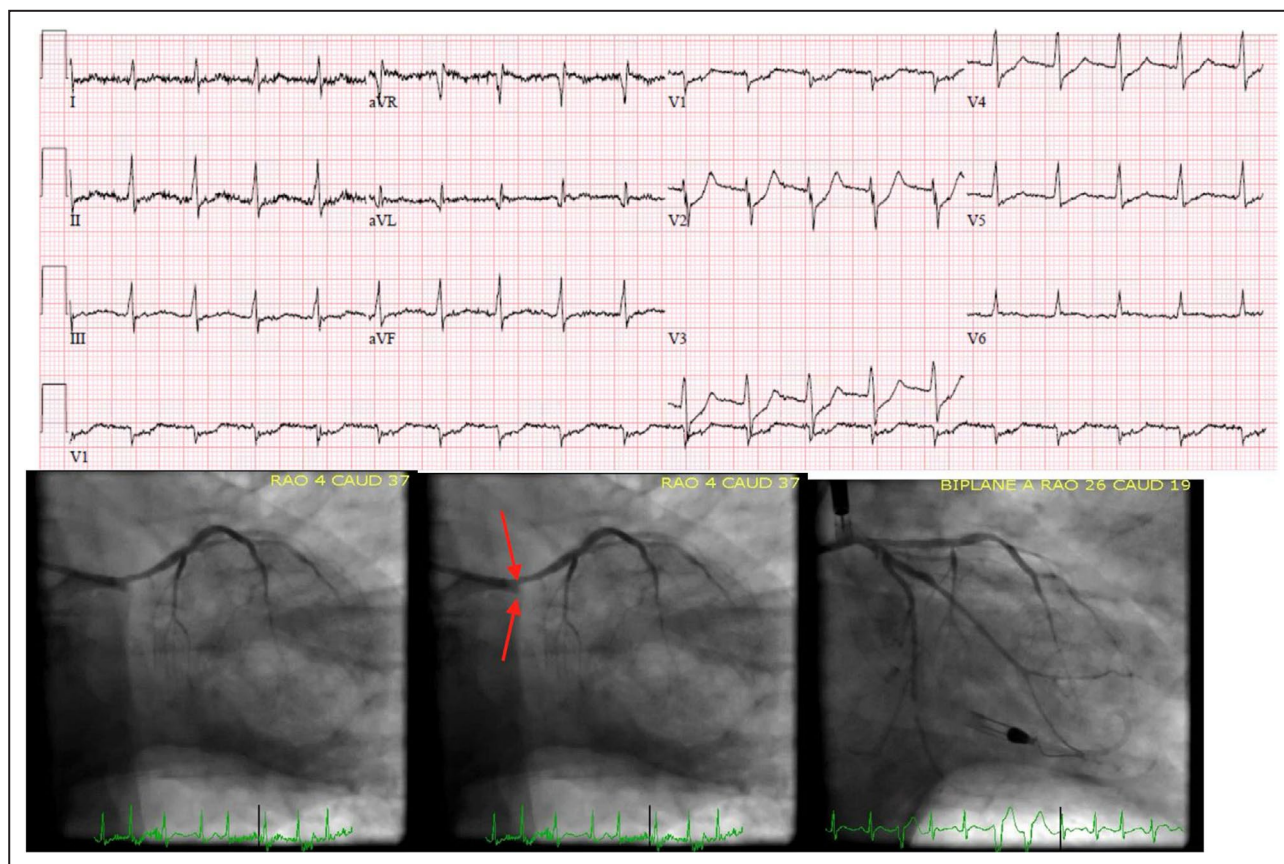 I aVR V1 V4
II aVL V2 V5
III aVF V3 V6
V1
RAO 4 CAUD 37
RAO 4 CAUD 37
BIPLANE A RAO 26 CAUD 19